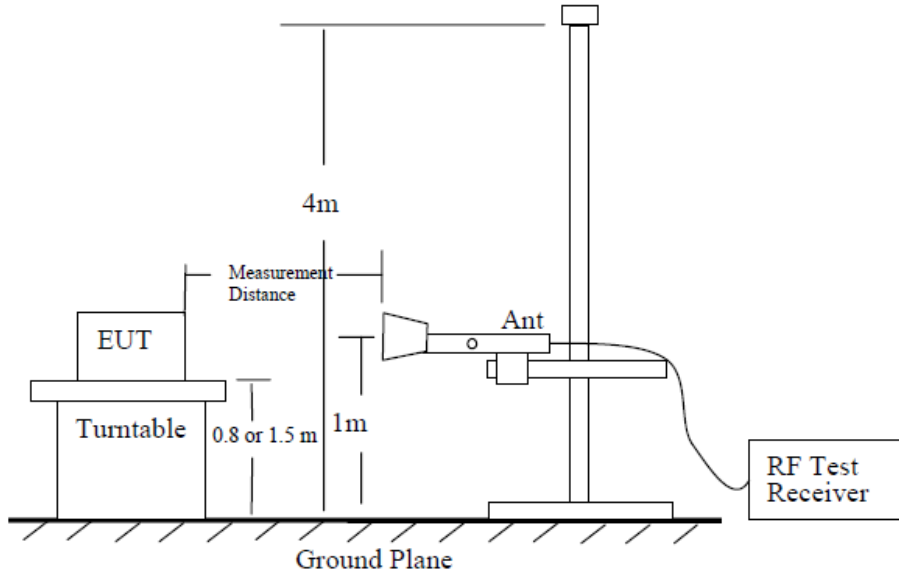 4m
Measurement
Distance
EUT
Ant
Turntable
0.8 or 1.5 m
1m
RF Test
Receiver
Ground Plane